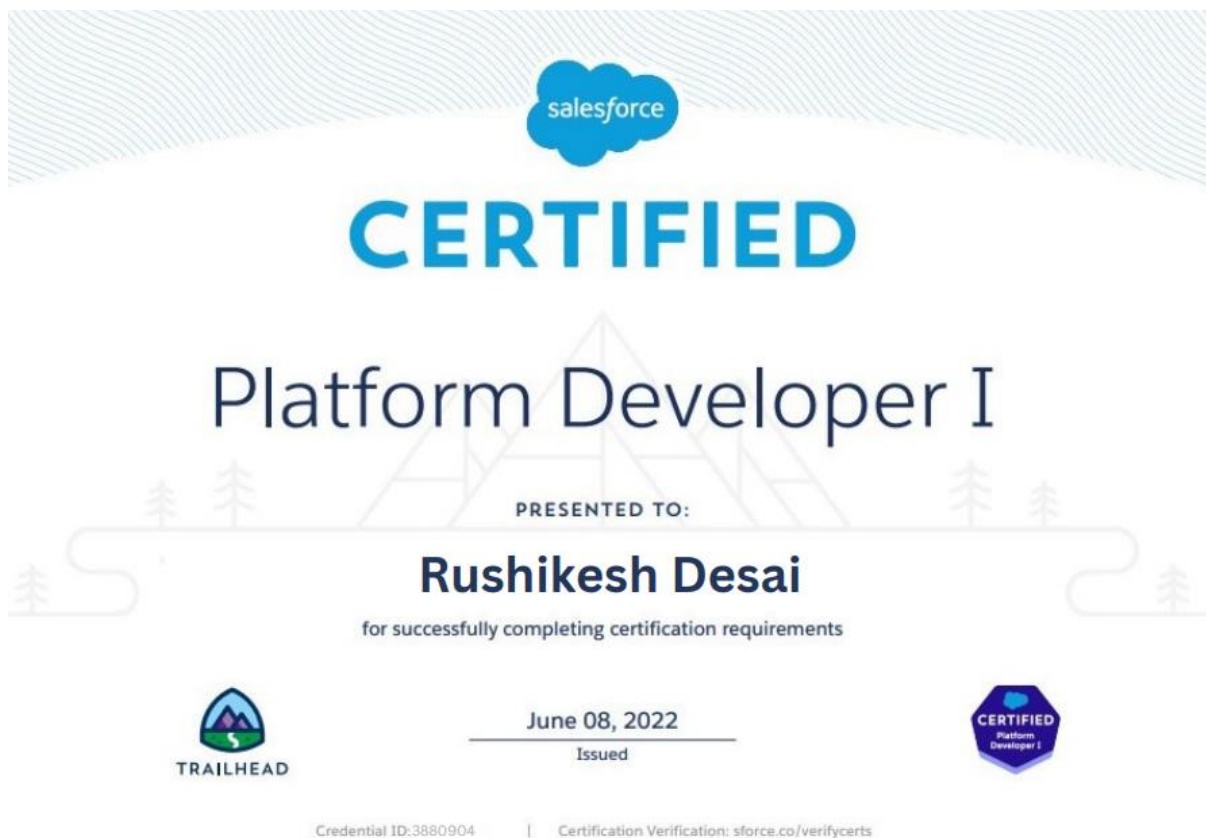 salesforce
CERTIFIED
Platform Developer I
PRESENTED TO:
Rushikesh Desai
for successfully completing certification requirements
June 08, 2022
Issued
TRAILHEAD
CERTIFIED
Platform
Developer I
Credential ID:3880904 | Certification Verification: sforce.co/verifycerts